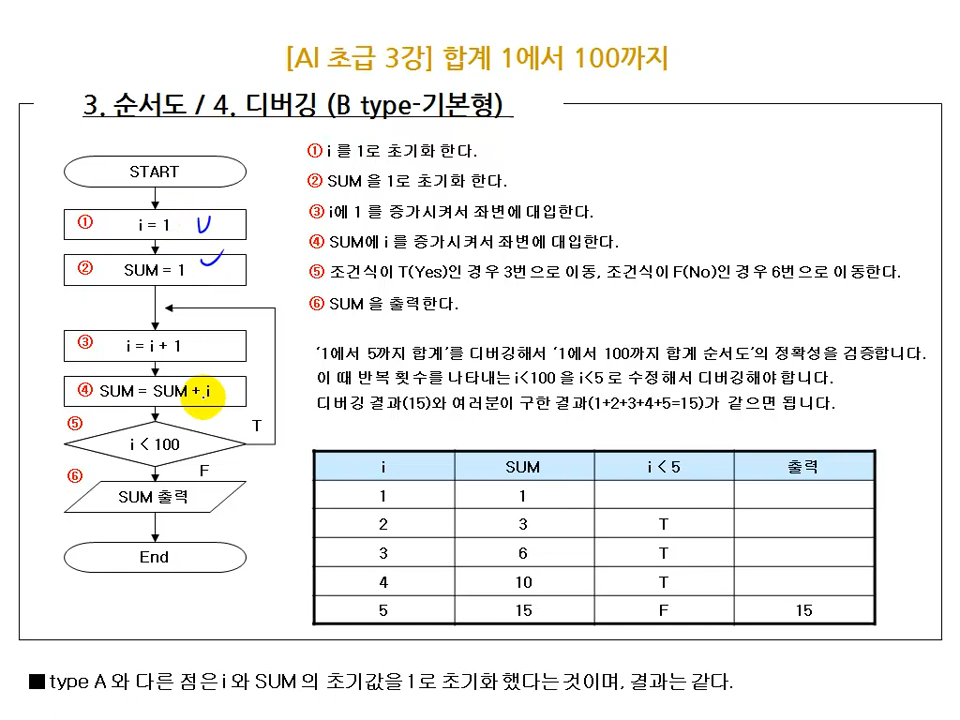 [AI 초급 3강] 합계 1에서 100까지
3. 순서도 / 4. 디버깅 (B type-기본형)
START
① i = 1
② SUM = 1
③ i = i + 1
④ SUM = SUM + i
⑤
i < 100
T
F
⑥
SUM 출력
End
① i 를 1로 초기화 한다.
② SUM 을 1로 초기화 한다.
③ i에 1 를 증가시켜서 좌변에 대입한다.
④ SUM에 i 를 증가시켜서 좌변에 대입한다.
⑤ 조건식이 T(Yes)인 경우 3번으로 이동, 조건식이 F(No)인 경우 6번으로 이동한다.
⑥ SUM 을 출력한다.
'1에서 5까지 합계'를 디버깅해서 '1에서 100까지 합계 순서도'의 정확성을 검증합니다.
이 때 반복 횟수를 나타내는 i<100 을 i<5 로 수정해서 디버깅해야 합니다.
디버깅 결과(15)와 여러분이 구한 결과(1+2+3+4+5=15)가 같으면 됩니다.
i SUM i < 5 출력
1 1
2 3 T
3 6 T
4 10 T
5 15 F 15
■ type A 와 다른 점은 i 와 SUM 의 초기값을 1로 초기화 했다는 것이며, 결과는 같다.